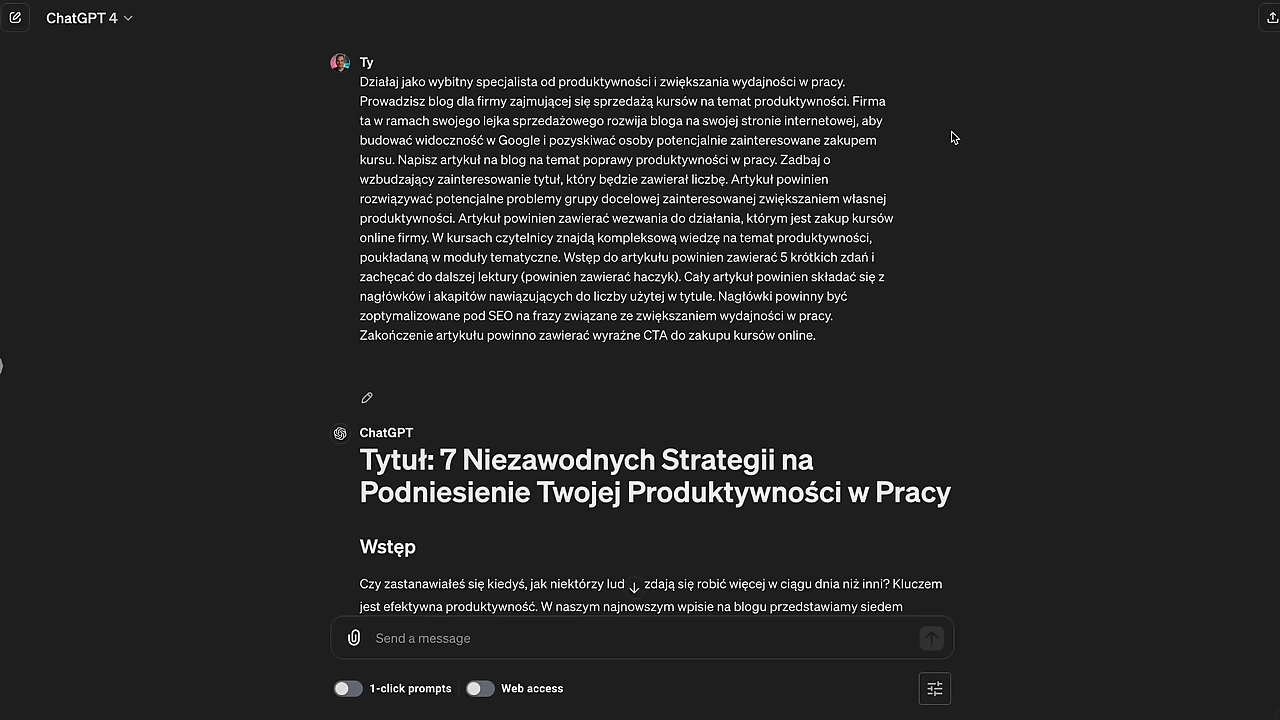 ChatGPT 4
Ty
Działaj jako wybitny specjalista od produktywności i zwiększania wydajności w pracy.
Prowadzisz blog dla firmy zajmującej się sprzedażą kursów na temat produktywności. Firma
ta w ramach swojego lejka sprzedażowego rozwija bloga na swojej stronie internetowej, aby
budować widoczność w Google i pozyskiwać osoby potencjalnie zainteresowane zakupem
kursu. Napisz artykuł na blog na temat poprawy produktywności w pracy. Zadbaj o
wzbudzający zainteresowanie tytuł, który będzie zawierał liczbę. Artykuł powinien
rozwiązywać potencjalne problemy grupy docelowej zainteresowanej zwiększaniem własnej
produktywności. Artykuł powinien zawierać wezwania do działania, którym jest zakup kursów
online firmy. W kursach czytelnicy znajdą kompleksową wiedzę na temat produktywności,
poukładaną w moduły tematyczne. Wstęp do artykułu powinien zawierać 5 krótkich zdań i
zachęcać do dalszej lektury (powinien zawierać haczyk). Cały artykuł powinien składać się z
nagłówków i akapitów nawiązujących do liczby użytej w tytule. Nagłówki powinny być
zoptymalizowane pod SEO na frazy związane ze zwiększaniem wydajności w pracy.
Zakończenie artykułu powinno zawierać wyraźne CTA do zakupu kursów online.
ChatGPT
Tytuł: 7 Niezawodnych Strategii na
Podniesienie Twojej Produktywności w Pracy
Wstęp
Czy zastanawiałeś się kiedyś, jak niektórzy lud zdają się robić więcej w ciągu dnia niż inni? Kluczem
jest efektywna produktywność. W naszym najnowszym wpisie na blogu przedstawiamy siedem
Send a message
1-click prompts Web access